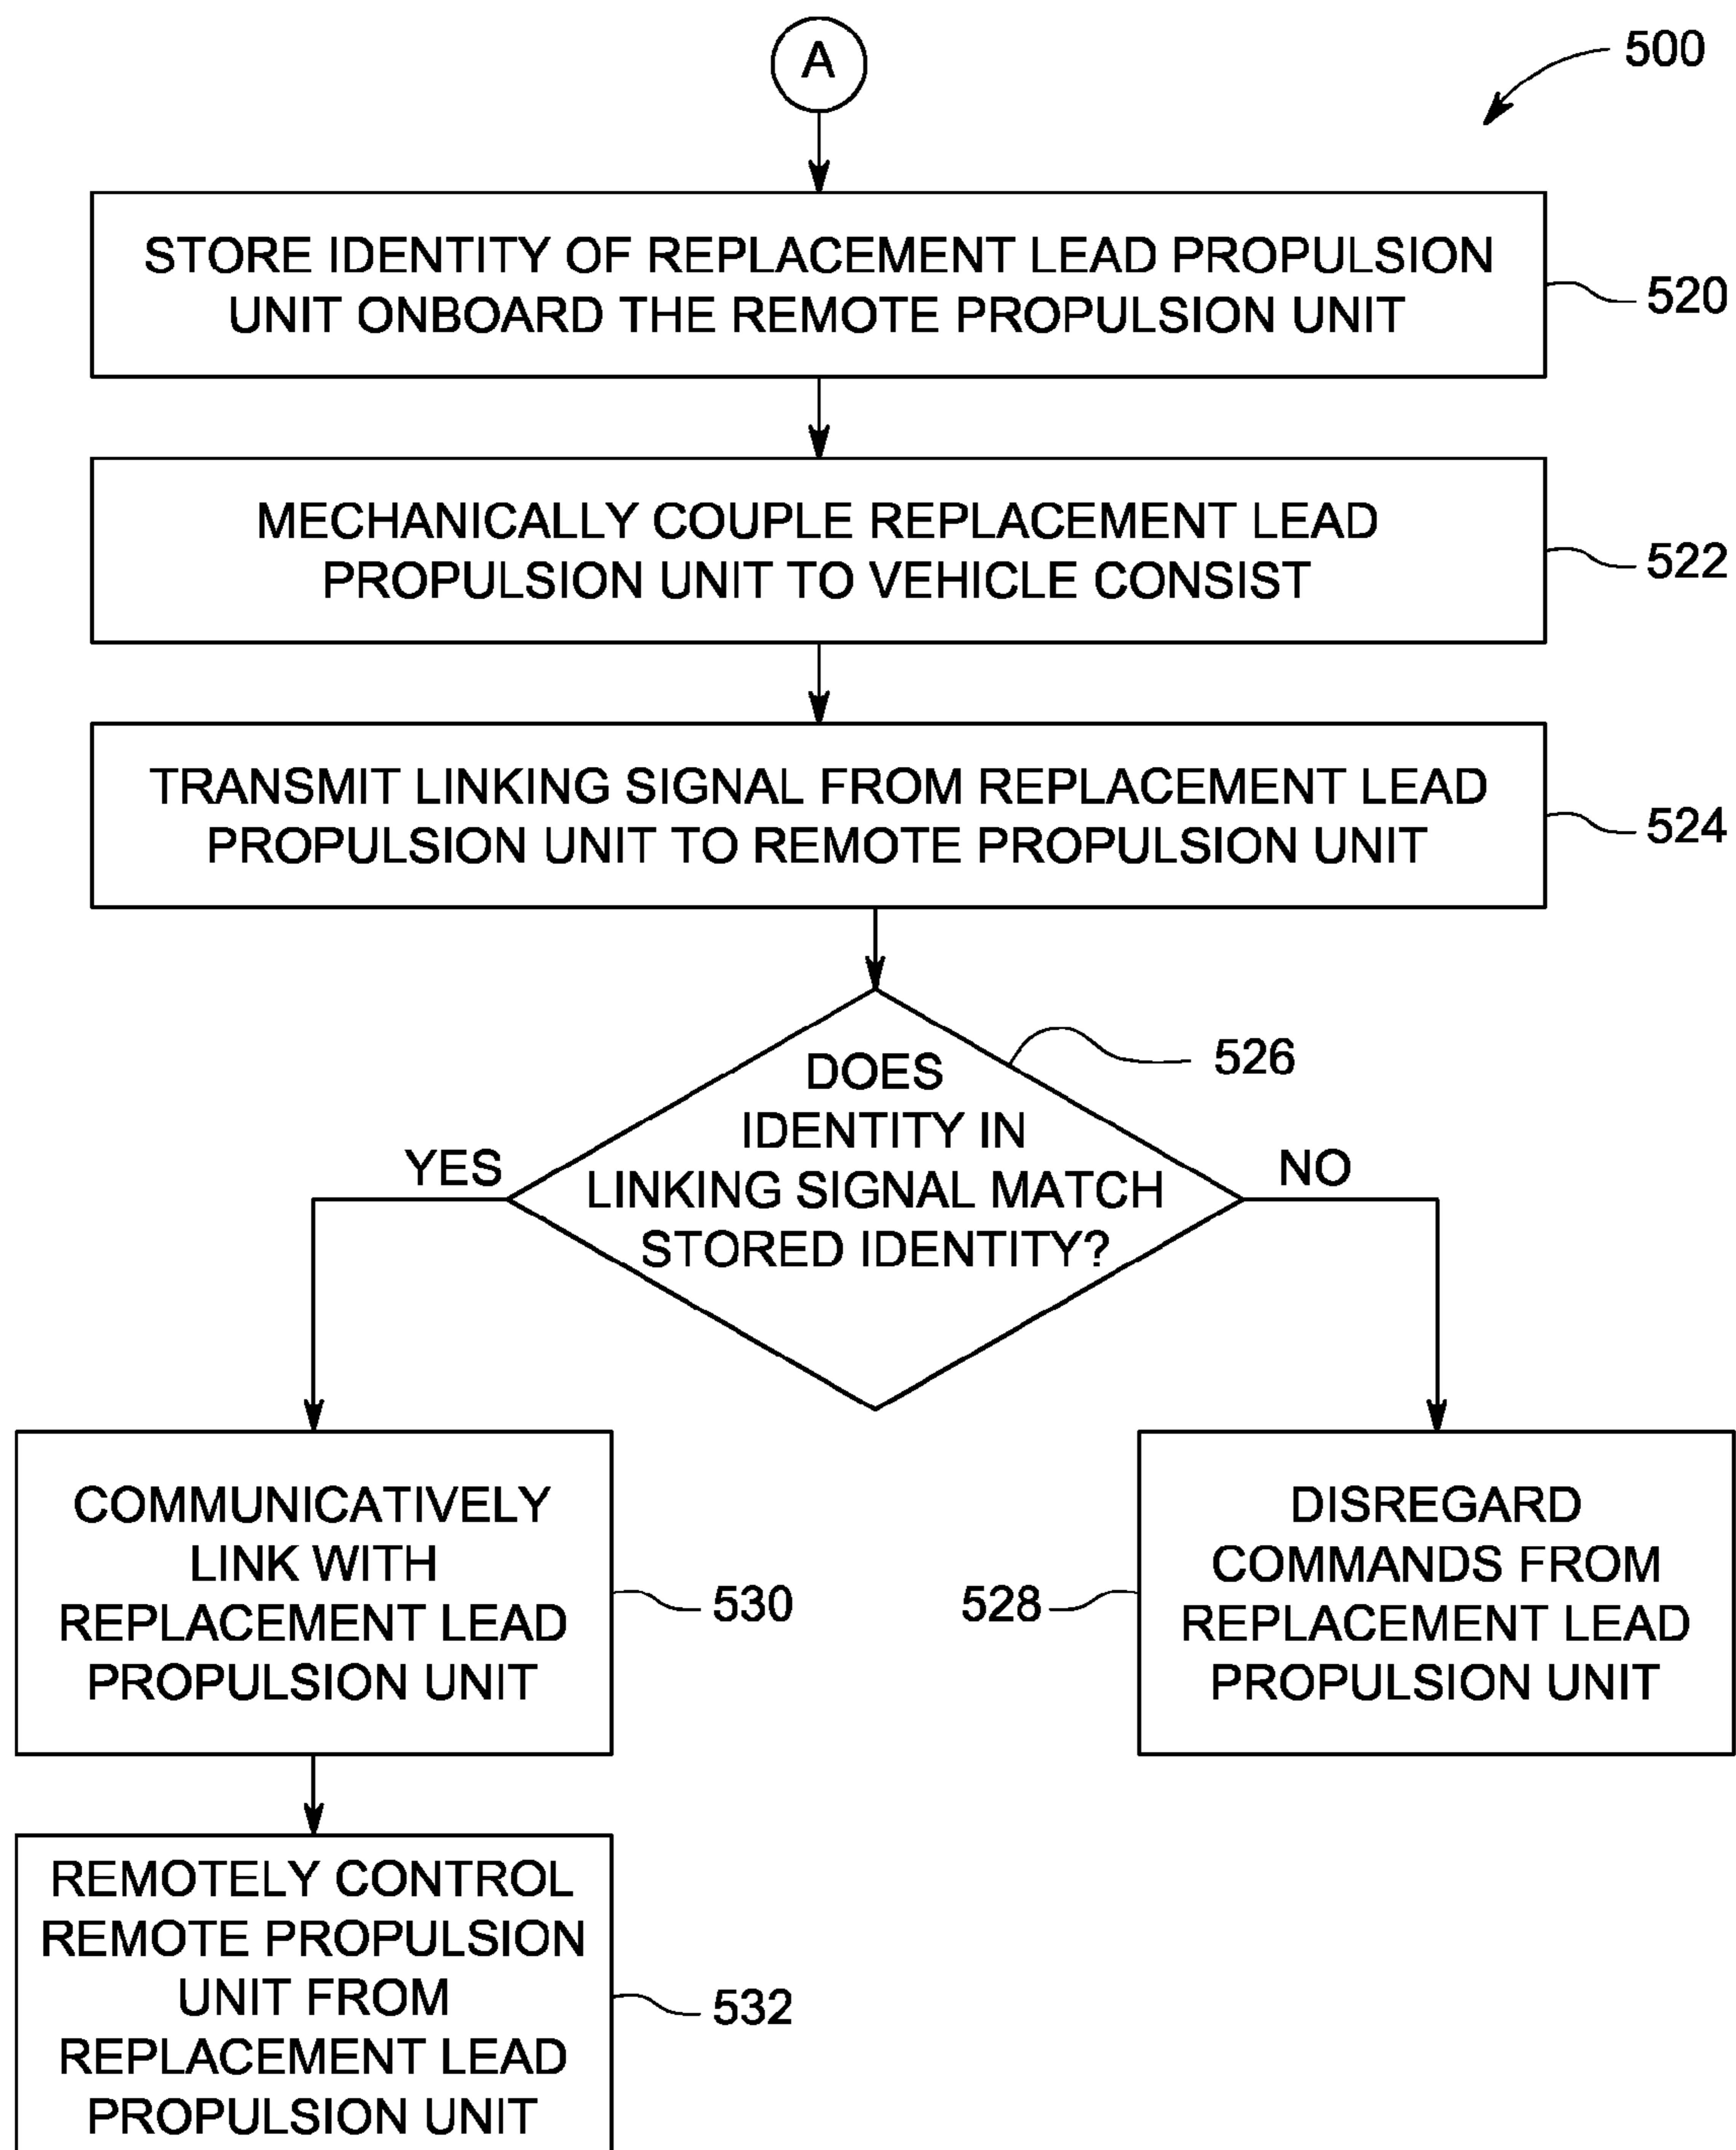 A
500
STORE IDENTITY OF REPLACEMENT LEAD PROPULSION
UNIT ONBOARD THE REMOTE PROPULSION UNIT
520
MECHANICALLY COUPLE REPLACEMENT LEAD
PROPULSION UNIT TO VEHICLE CONSIST
522
TRANSMIT LINKING SIGNAL FROM REPLACEMENT LEAD
PROPULSION UNIT TO REMOTE PROPULSION UNIT
524
DOES
IDENTITY IN
LINKING SIGNAL MATCH
STORED IDENTITY?
526
YES
NO
COMMUNICATIVELY
LINK WITH
REPLACEMENT LEAD
PROPULSION UNIT
530
DISREGARD
COMMANDS FROM
REPLACEMENT LEAD
PROPULSION UNIT
528
REMOTELY CONTROL
REMOTE PROPULSION
UNIT FROM
REPLACEMENT LEAD
PROPULSION UNIT
532